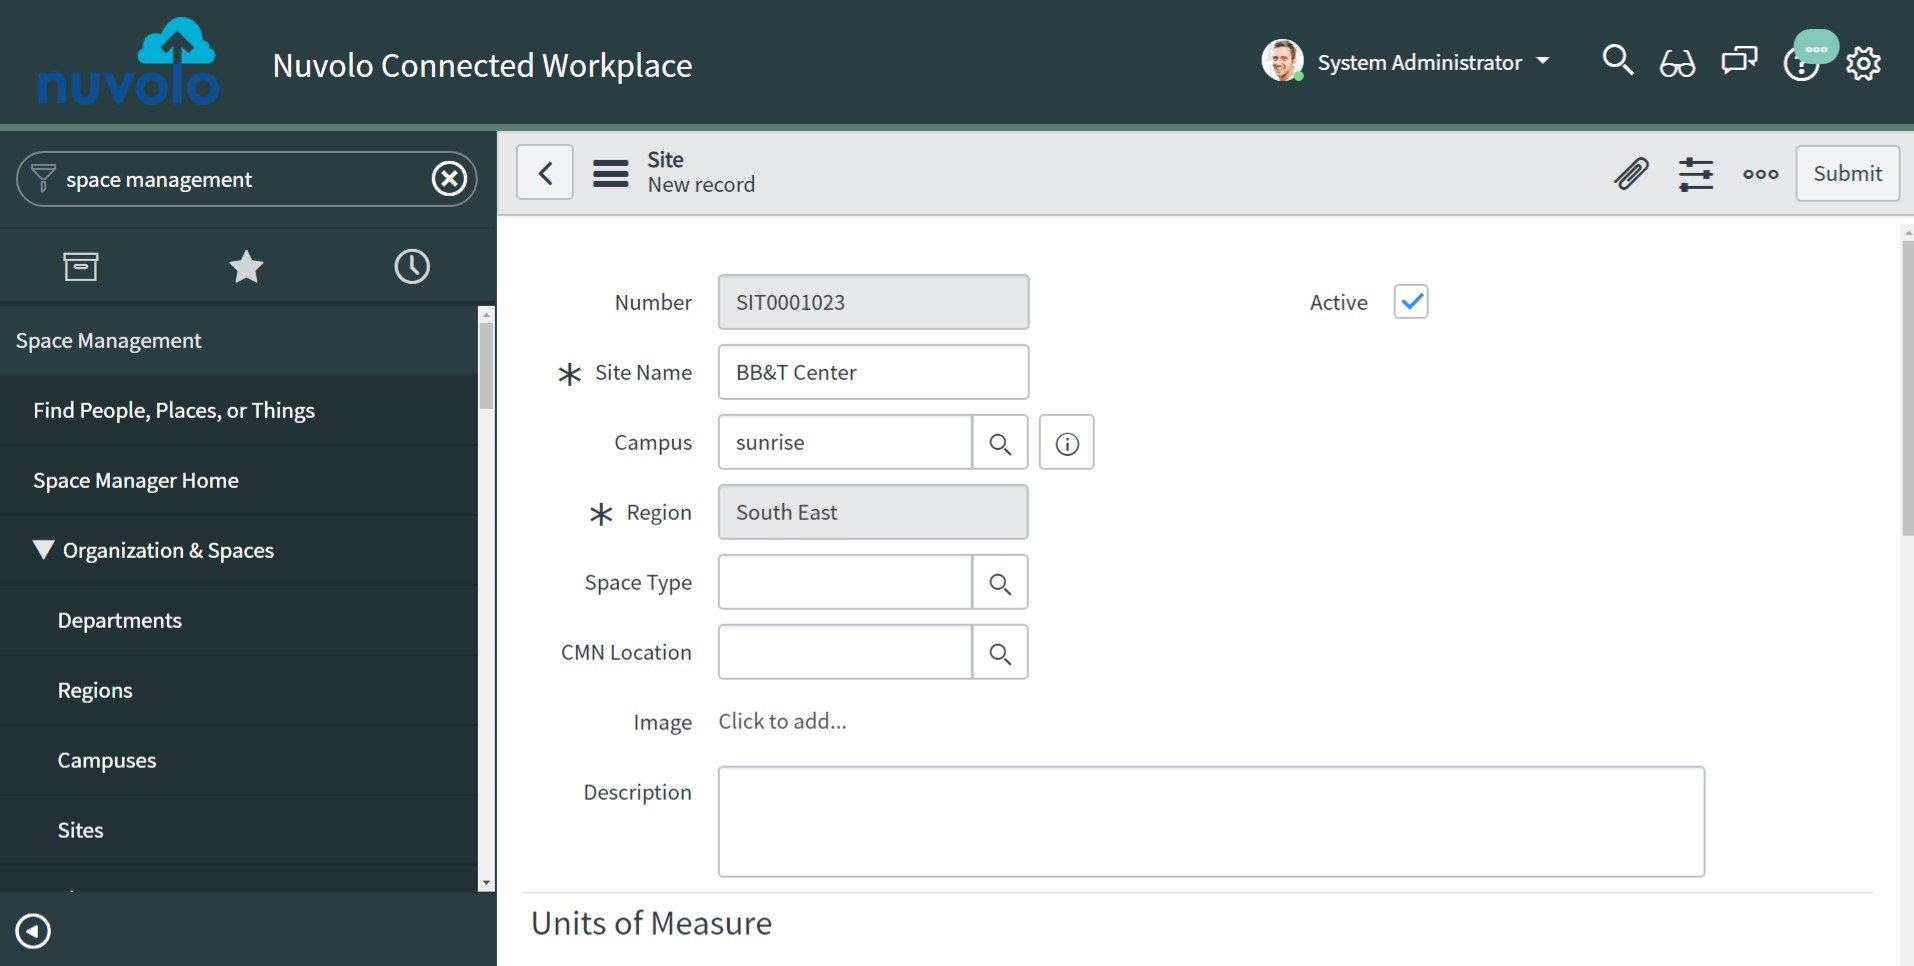 nuvolo
Nuvolo Connected Workplace
System Administrator
space management
Site
New record
Submit
Space Management
Find People, Places, or Things
Space Manager Home
Organization & Spaces
Departments
Regions
Campuses
Sites
Number SIT0001023
Active
Site Name BB&T Center
Campus sunrise
Region South East
Space Type
CMN Location
Image Click to add...
Description
Units of Measure